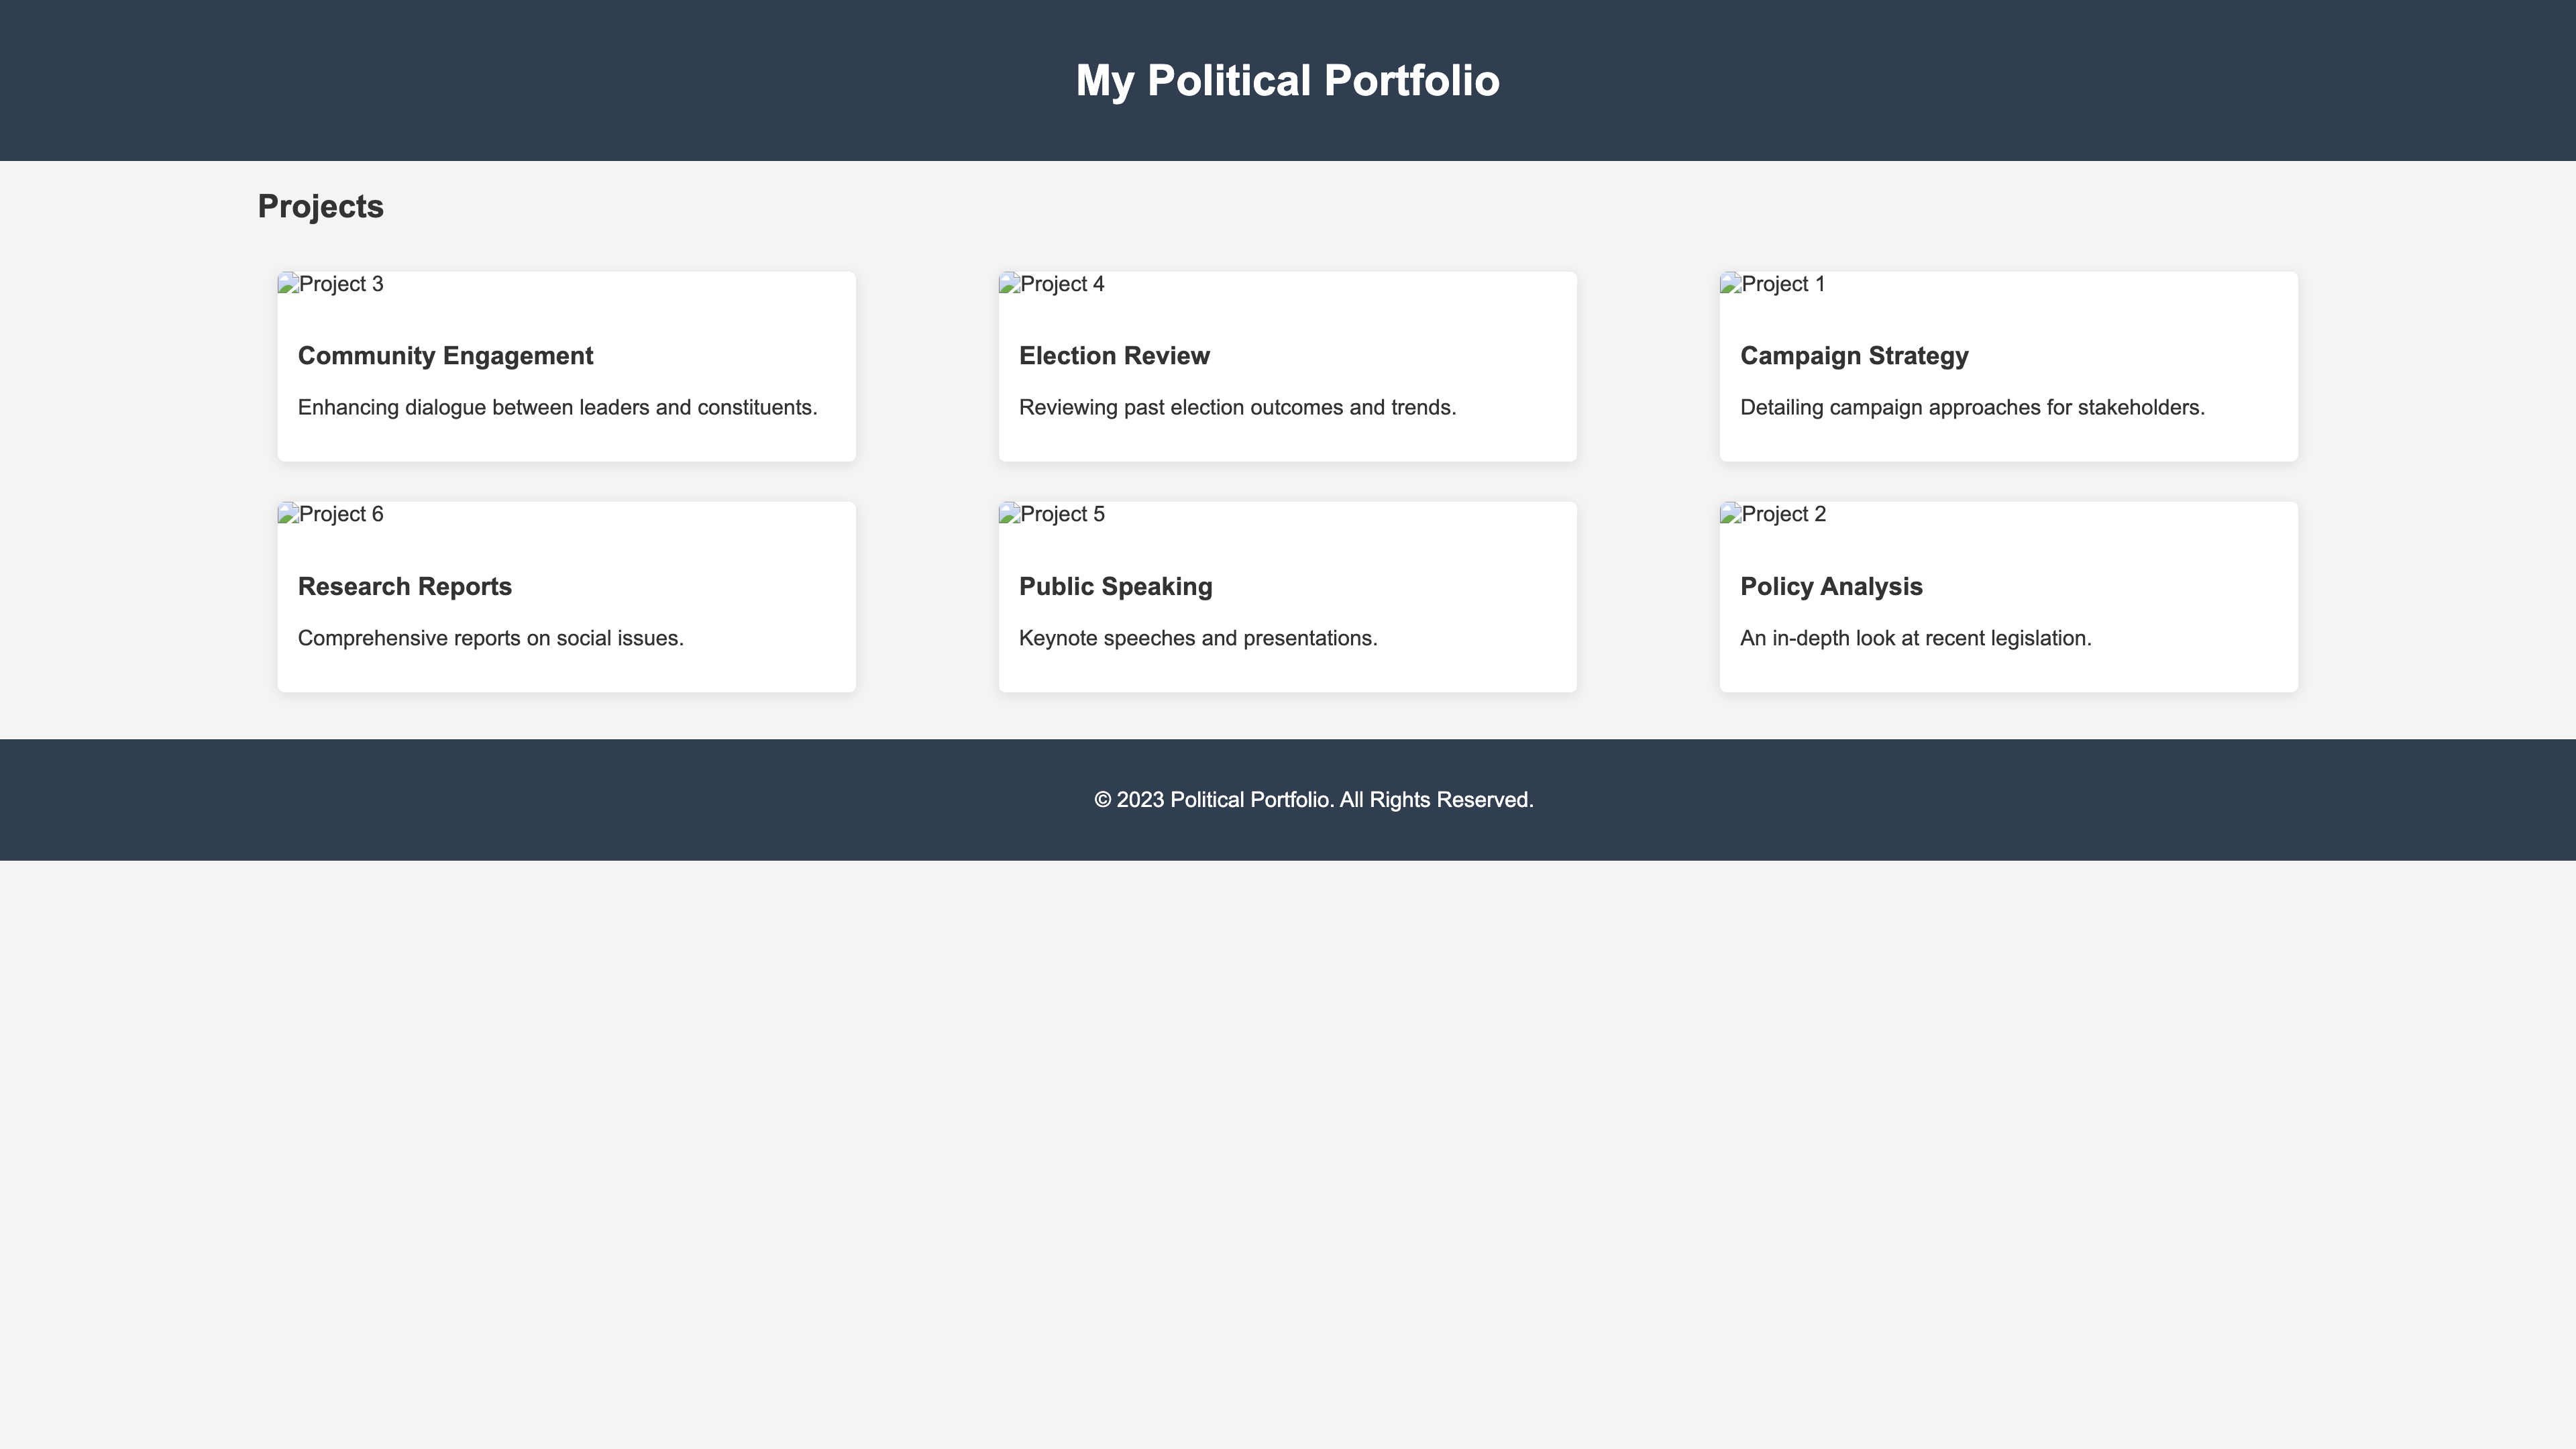 My Political Portfolio
Projects
Project 3
Community Engagement
Enhancing dialogue between leaders and constituents.
Project 4
Election Review
Reviewing past election outcomes and trends.
Project 1
Campaign Strategy
Detailing campaign approaches for stakeholders.
Project 6
Research Reports
Comprehensive reports on social issues.
Project 5
Public Speaking
Keynote speeches and presentations.
Project 2
Policy Analysis
An in-depth look at recent legislation.
© 2023 Political Portfolio. All Rights Reserved.